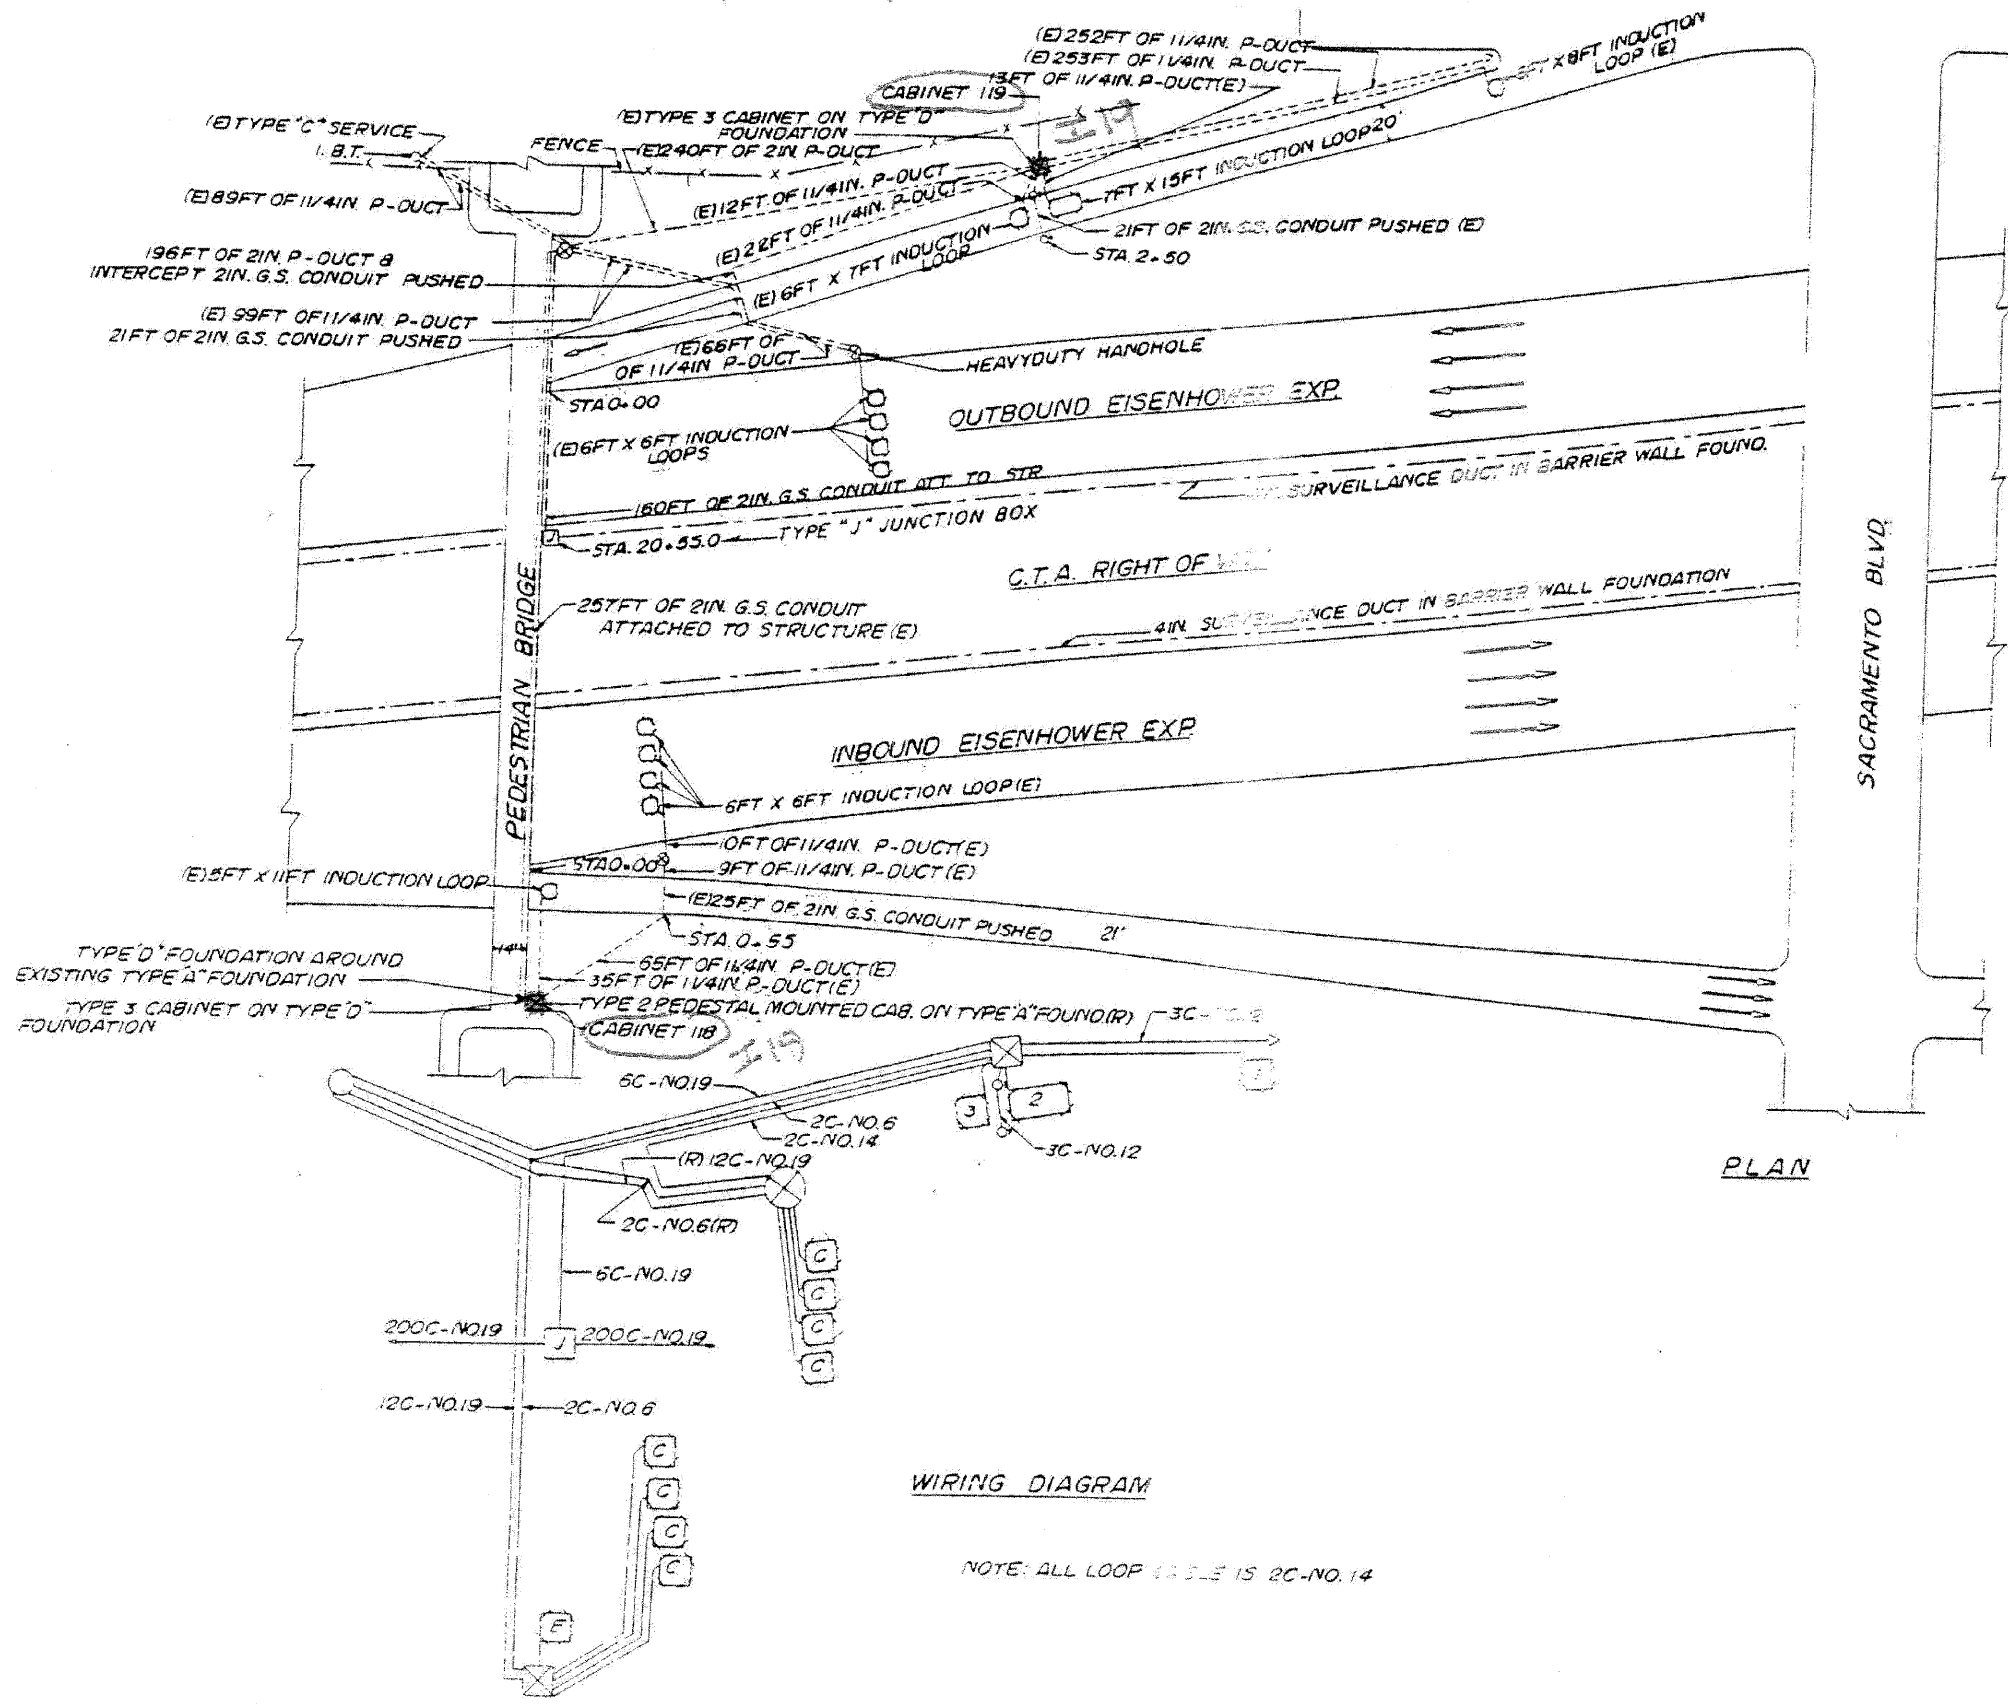 (E) 252FT OF 1 1/4IN. P-DUCT
(E) 253FT OF 1 1/4IN. P-DUCT
13FT OF 1 1/4IN. P-DUCT(E)
X 8FT INDUCTION
LOOP (E)
CABINET 119
I 19
(E) TYPE 3 CABINET ON TYPE "D"
FOUNDATION
(E) TYPE "C" SERVICE
I.B.T.
FENCE
(E) 240FT OF 2IN. P-DUCT
20'
(E) 12FT OF 1 1/4IN. P-DUCT
7FT X 15FT INDUCTION LOOP
(E) 89FT OF 1 1/4IN. P-DUCT
(E) 22FT OF 1 1/4IN. P-DUCT
21FT OF 2IN. G.S. CONDUIT PUSHED (E)
STA. 2+50
196FT OF 2IN. P-DUCT &
INTERCEPT 2IN. G.S. CONDUIT PUSHED
(E) 6FT X 7FT INDUCTION
LOOP
(E) 99FT OF 1 1/4IN. P-DUCT
21FT OF 2IN. G.S. CONDUIT PUSHED
(E) 66FT OF
OF 1 1/4IN. P-DUCT
HEAVYDUTY HANDHOLE
STA 0+00
OUTBOUND EISENHOWER EXP.
(E) 6FT X 6FT INDUCTION
LOOPS
160FT OF 2IN. G.S. CONDUIT ATT. TO STR.
SURVEILLANCE DUCT IN BARRIER WALL FOUND.
STA. 20+55.0
TYPE "J" JUNCTION BOX
J
C.T.A. RIGHT OF
257FT OF 2IN. G.S. CONDUIT
ATTACHED TO STRUCTURE (E)
4IN. SURVEILLANCE DUCT IN BARRIER WALL FOUNDATION
PEDESTRIAN BRIDGE
SACRAMENTO BLVD.
INBOUND EISENHOWER EXP.
6FT X 6FT INDUCTION LOOP(E)
10FT OF 1 1/4IN. P-DUCT(E)
STA 0+00
9FT OF 1 1/4IN. P-DUCT (E)
(E) 5FT X 11FT INDUCTION LOOP
(E) 25FT OF 2IN. G.S. CONDUIT PUSHED
21'
STA. 0+55
14'
TYPE "D" FOUNDATION AROUND
EXISTING TYPE "A" FOUNDATION
65FT OF 1 1/4IN. P-DUCT(E)
35FT OF 1 1/4IN. P-DUCT(E)
TYPE 3 CABINET ON TYPE "D"
FOUNDATION
TYPE 2 PEDESTAL MOUNTED CAB. ON TYPE "A" FOUND.(R)
CABINET 118
I 19
3C-
6C-NO.19
2C-NO.6
2C-NO.14
3
2
3C-NO.12
(R) 12C-NO.19
2C-NO.6(R)
PLAN
C
C
C
C
6C-NO.19
200C-NO.19
J
200C-NO.19
12C-NO.19
2C-NO.6
C
C
C
C
WIRING DIAGRAM
NOTE: ALL LOOP CABLE IS 2C-NO.14